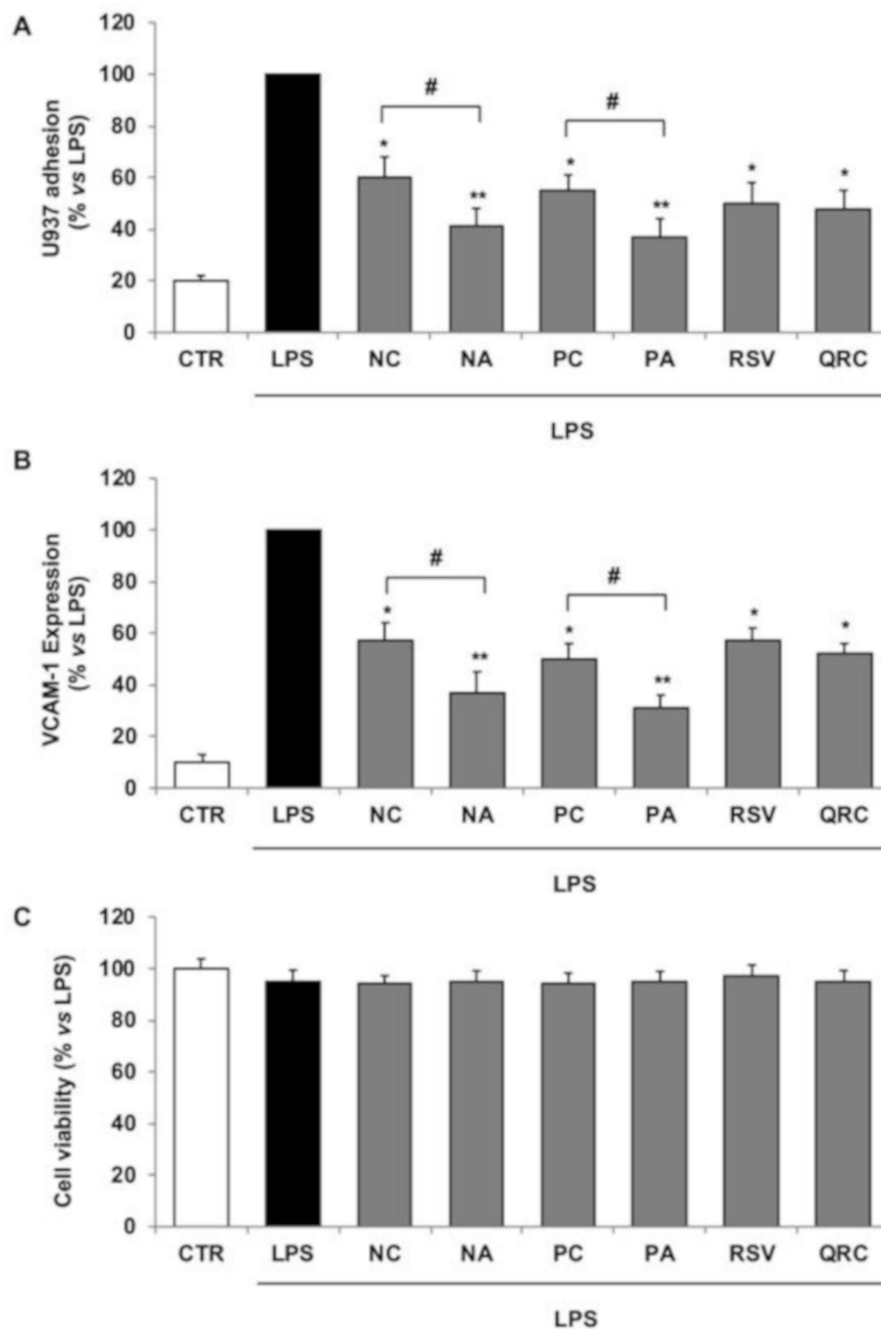 A
U937 adhesion
(% vs LPS)
120
100
80
60
40
20
0
#
#
*
**
*
**
*
*
CTR LPS NC NA PC PA RSV QRC
LPS
B
VCAM-1 Expression
(% vs LPS)
120
100
80
60
40
20
0
#
#
*
**
*
**
*
*
CTR LPS NC NA PC PA RSV QRC
LPS
C
Cell viability (% vs LPS)
120
100
80
60
40
20
0
CTR LPS NC NA PC PA RSV QRC
LPS